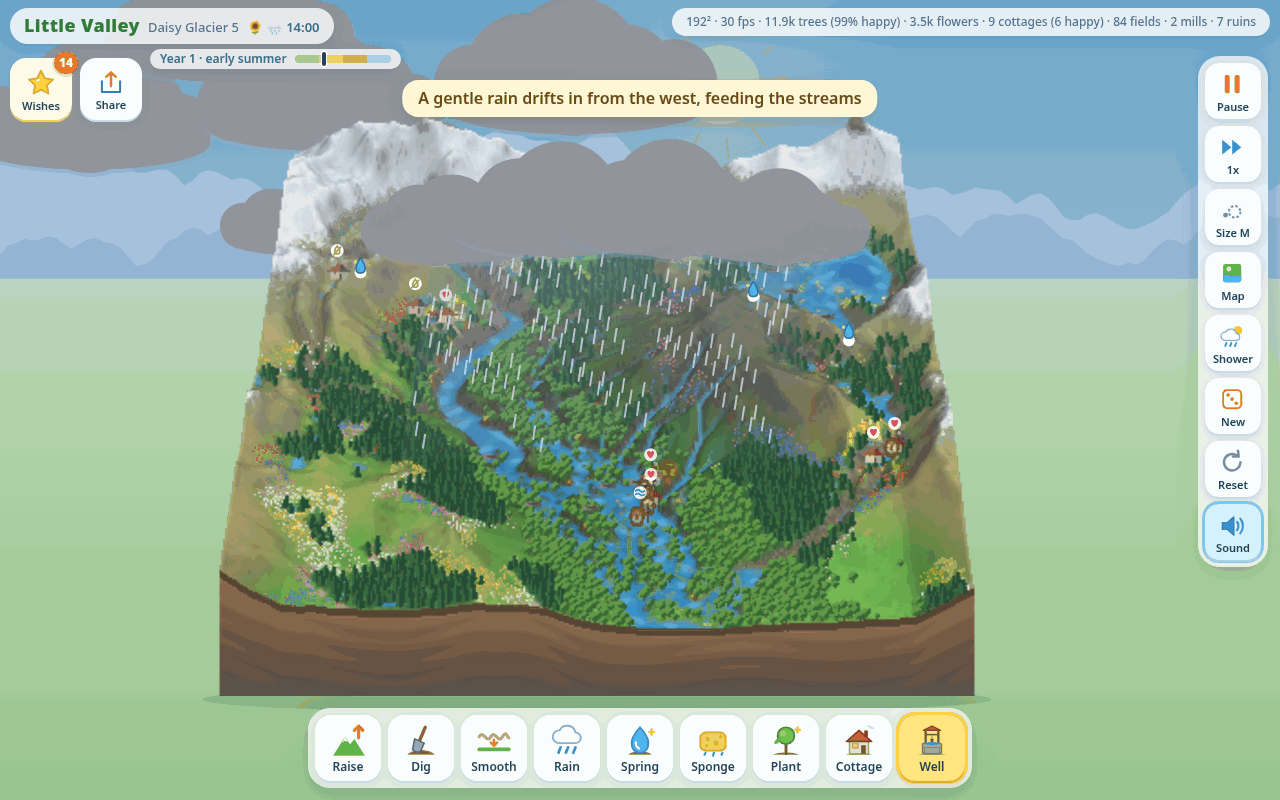 Little Valley Daisy Glacier 5 14:00
192² · 30 fps · 11.9k trees (99% happy) · 3.5k flowers · 9 cottages (6 happy) · 84 fields · 2 mills · 7 ruins
Year 1 · early summer
14
Wishes
Share
A gentle rain drifts in from the west, feeding the streams
Pause
1x
Size M
Map
Shower
New
Reset
Sound
Raise
Dig
Smooth
Rain
Spring
Sponge
Plant
Cottage
Well